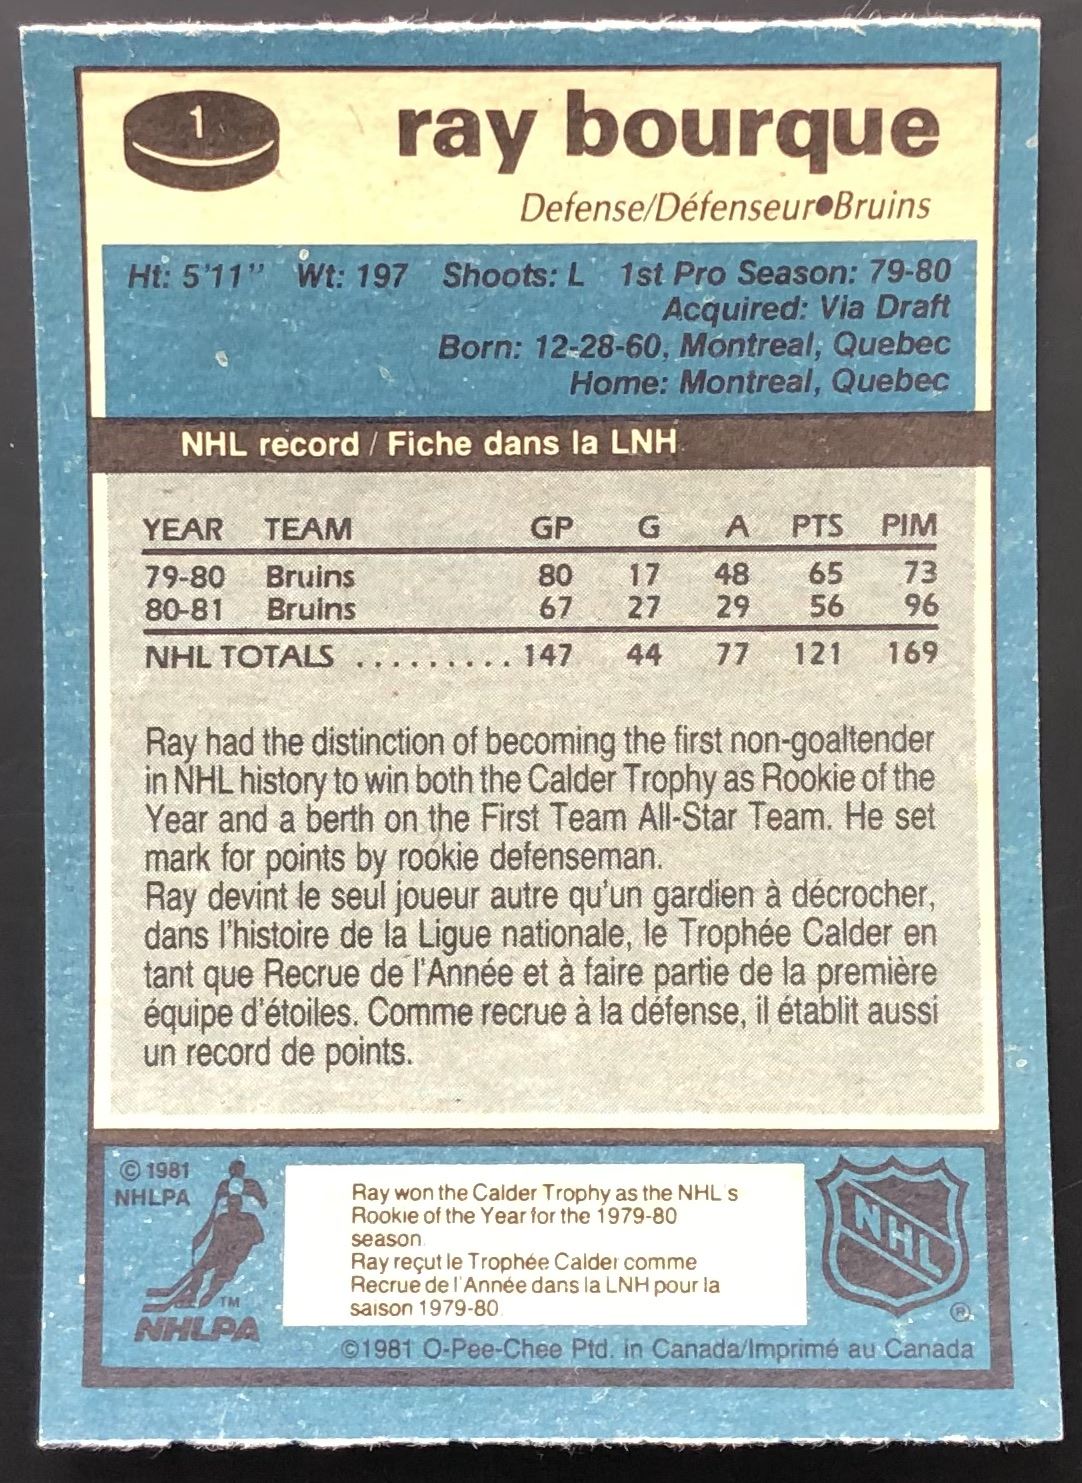 1
ray bourque
Defense/Défenseur●Bruins
Ht: 5'11" Wt: 197 Shoots: L 1st Pro Season: 79-80
Acquired: Via Draft
Born: 12-28-60, Montreal, Quebec
Home: Montreal, Quebec
NHL record / Fiche dans la LNH
YEAR TEAM GP G A PTS PIM
79-80 Bruins 80 17 48 65 73
80-81 Bruins 67 27 29 56 96
NHL TOTALS .......... 147 44 77 121 169
Ray had the distinction of becoming the first non-goaltender
in NHL history to win both the Calder Trophy as Rookie of the
Year and a berth on the First Team All-Star Team. He set
mark for points by rookie defenseman.
Ray devint le seul joueur autre qu'un gardien à décrocher,
dans l'histoire de la Ligue nationale, le Trophée Calder en
tant que Recrue de l'Année et à faire partie de la première
équipe d'étoiles. Comme recrue à la défense, il établit aussi
un record de points.
© 1981
NHLPA
TM
NHLPA
Ray won the Calder Trophy as the NHL's
Rookie of the Year for the 1979-80
season
Ray reçut le Trophée Calder comme
Recrue de l'Année dans la LNH pour la
saison 1979-80
NHL
®
©1981 O-Pee-Chee Ptd. in Canada/Imprimé au Canada